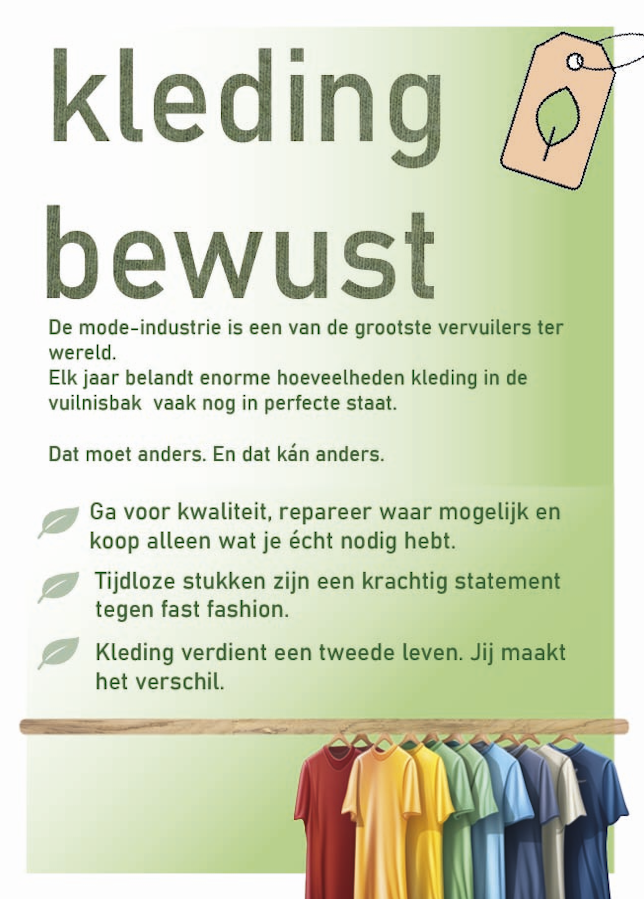 kleding
bewust
De mode-industrie is een van de grootste vervuilers ter
wereld.
Elk jaar belandt enorme hoeveelheden kleding in de
vuilnisbak  vaak nog in perfecte staat.
Dat moet anders. En dat kán anders.
Ga voor kwaliteit, repareer waar mogelijk en
koop alleen wat je écht nodig hebt.
Tijdloze stukken zijn een krachtig statement
tegen fast fashion.
Kleding verdient een tweede leven. Jij maakt
het verschil.